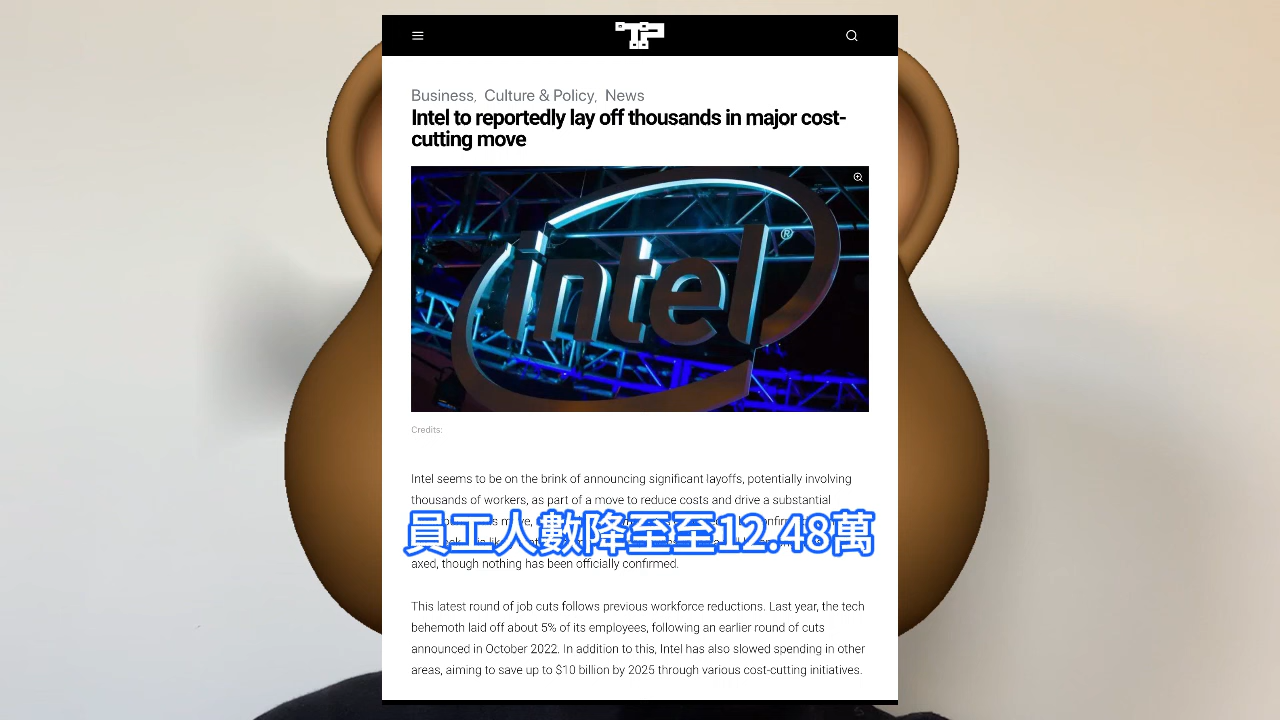 Business, Culture & Policy, News
Intel to reportedly lay off thousands in major cost-
cutting move
intel
®
Credits:
Intel seems to be on the brink of announcing significant layoffs, potentially involving
thousands of workers, as part of a move to reduce costs and drive a substantial
員工人數降至至12.48萬
axed, though nothing has been officially confirmed.
This latest round of job cuts follows previous workforce reductions. Last year, the tech
behemoth laid off about 5% of its employees, following an earlier round of cuts
announced in October 2022. In addition to this, Intel has also slowed spending in other
areas, aiming to save up to $10 billion by 2025 through various cost-cutting initiatives.